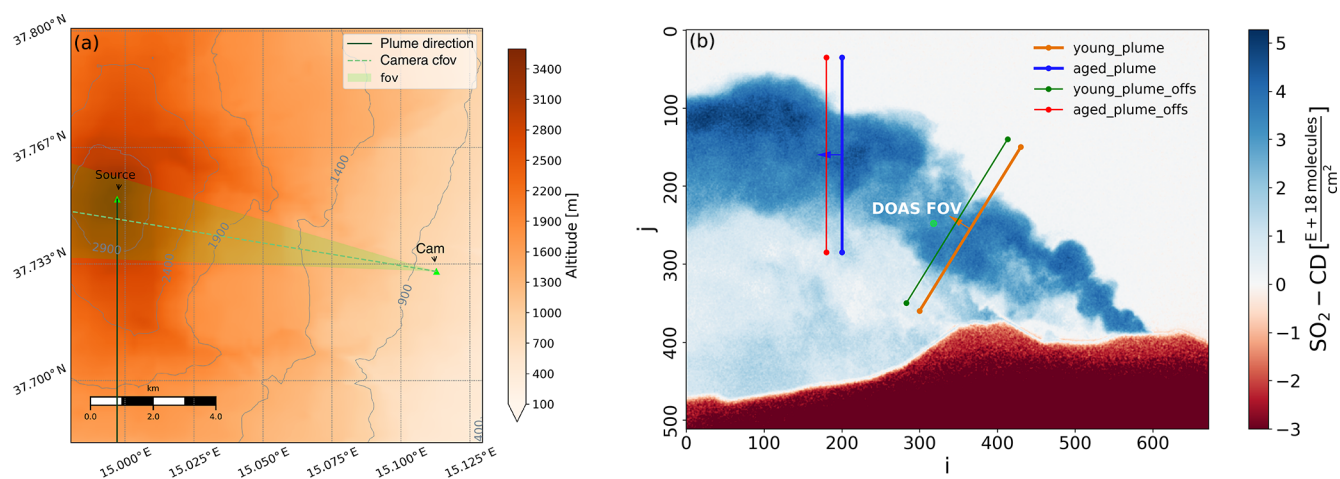 (a)
Plume direction
Camera cfov
fov
37.800°N
37.767°N
37.733°N
37.700°N
Source
Cam
2900
2400
1900
1400
900
400
km
0.0 2.0 4.0
15.000°E 15.025°E 15.050°E 15.075°E 15.100°E 15.125°E
3400
3100
2800
2500
2200
1900
1600
1300
1000
700
400
100
Altitude [m]
(b)
young_plume
aged_plume
young_plume_offs
aged_plume_offs
DOAS FOV
0
100
200
300
400
500
j
0 100 200 300 400 500 600
i
5
4
3
2
1
0
−1
−2
−3
SO2−CD [E+18 molecules/cm2]